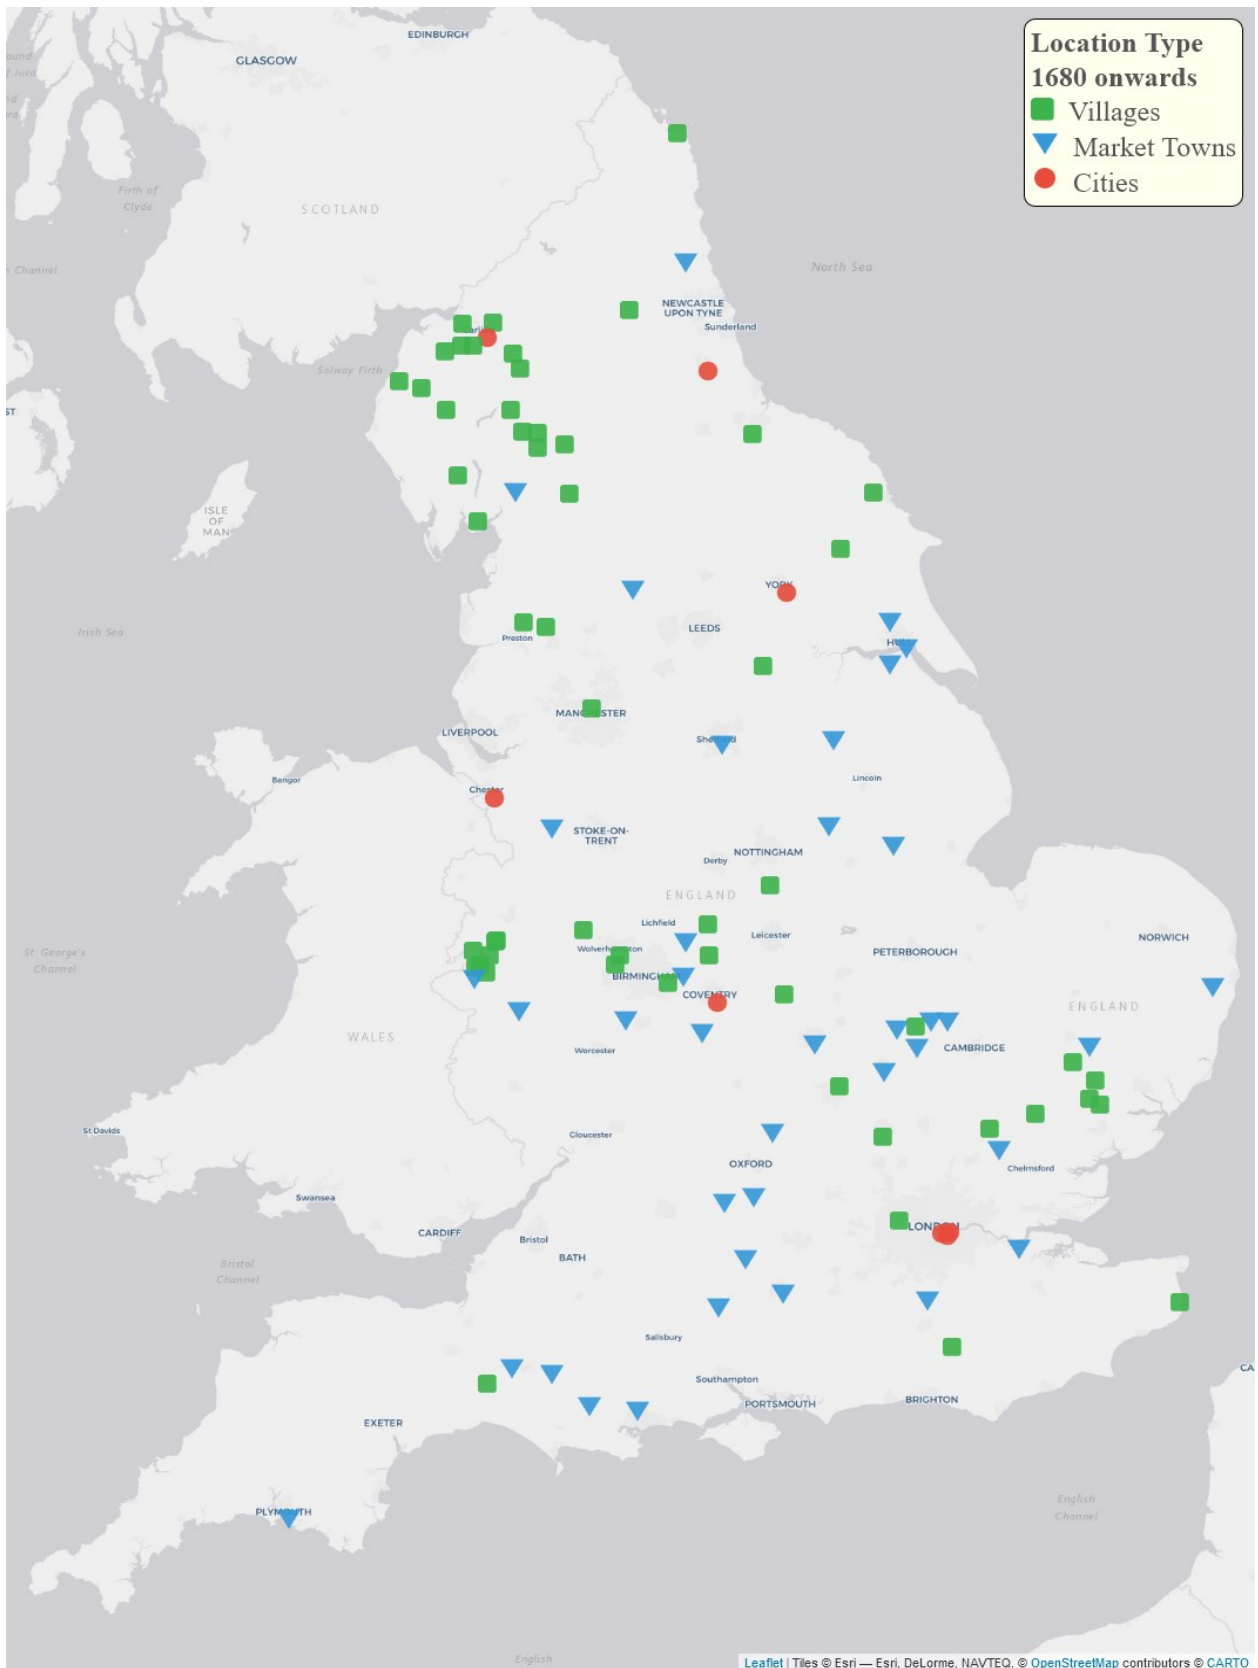 Location Type
1680 onwards
Villages
Market Towns
Cities
EDINBURGH
GLASGOW
Firth of
Clyde
SCOTLAND
North Sea
NEWCASTLE
UPON TYNE
Sunderland
Solway Firth
ISLE
OF
MAN
YORK
Irish Sea
LEEDS
Preston
MANCHESTER
LIVERPOOL
Bangor
Lincoln
Chester
STOKE-ON-
TRENT
NOTTINGHAM
Derby
ENGLAND
Lichfield
Leicester
NORWICH
St. George's
Channel
PETERBOROUGH
COVENTRY
ENGLAND
WALES
Worcester
CAMBRIDGE
St Davids
Gloucester
OXFORD
Chelmsford
Swansea
CARDIFF
Bristol
BATH
LONDON
Bristol
Channel
Salisbury
Southampton
PORTSMOUTH
BRIGHTON
CA
EXETER
PLYMOUTH
English
Channel
English
Leaflet | Tiles © Esri — Esri, DeLorme, NAVTEQ, © OpenStreetMap contributors © CARTO